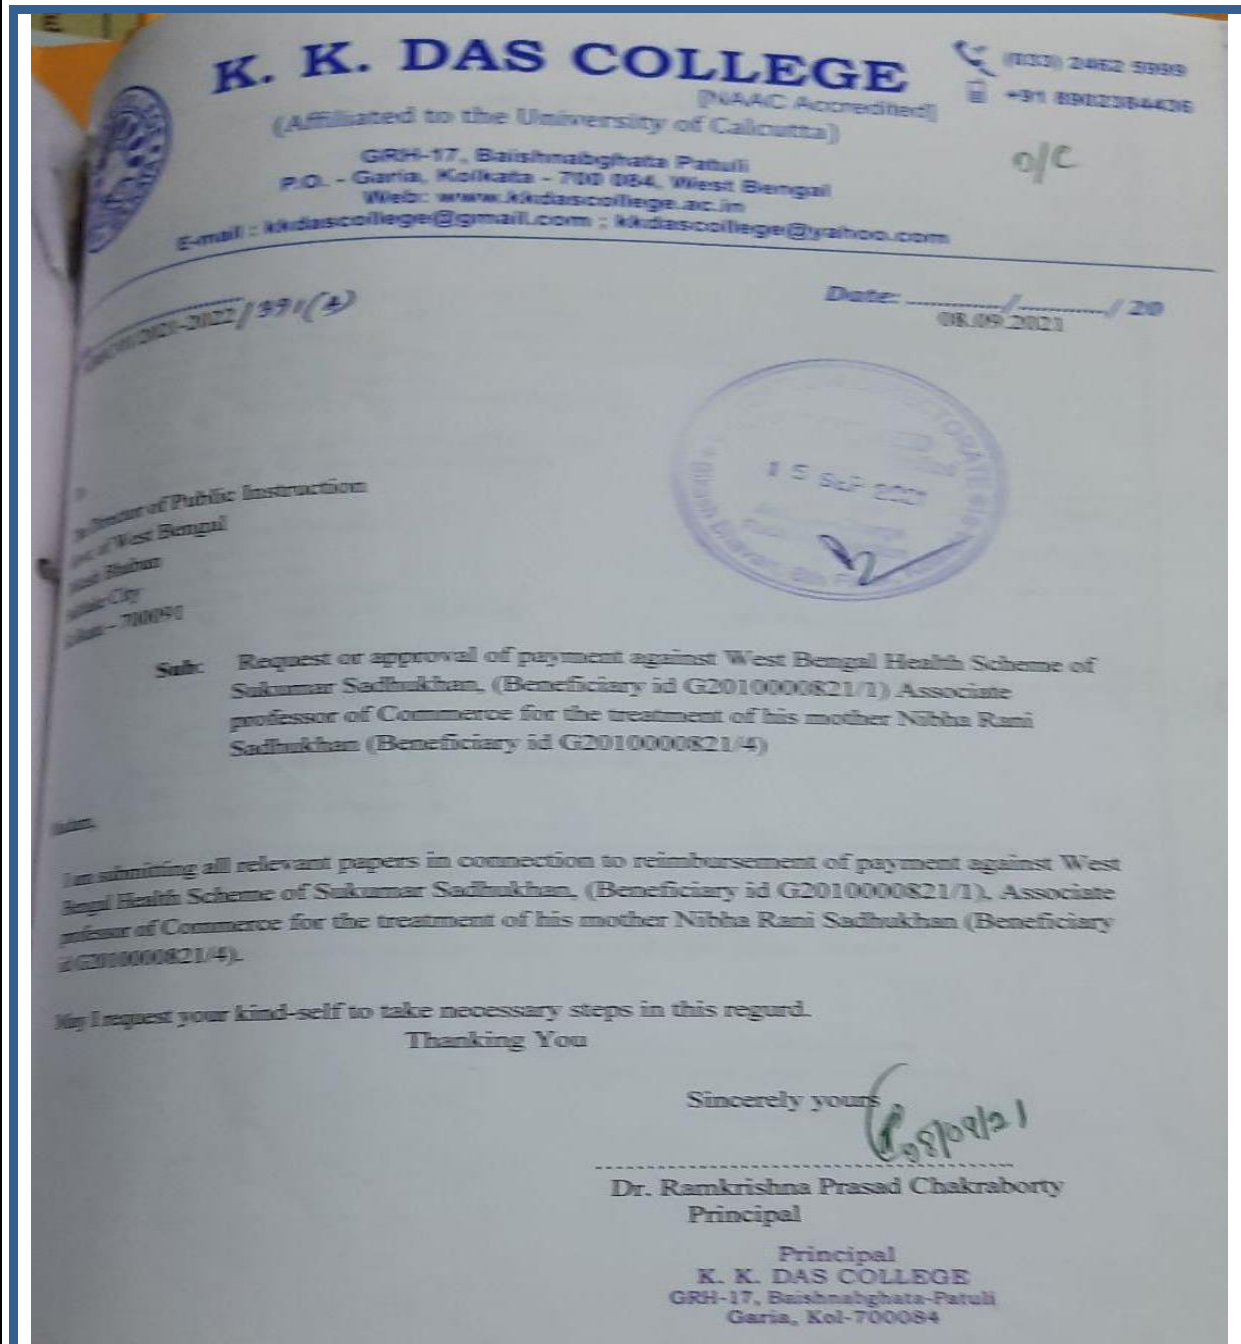 K. K. DAS COLLEGE
[NAAC Accredited]
(Affiliated to the University of Calcutta)
GRH-17, Baishnabghata Patuli
P.O. - Garia, Kolkata - 700 084, West Bengal
Web: www.kkdascollege.ac.in
E-mail : kkdascollege@gmail.com ; kkdascollege@yahoo.com
(033) 2462 5999
+91
O/C
/2021-2022/391(3)
Date: ............/............/ 20
08.09.2021
15 SEP 2021
Director of Public Instruction
of West Bengal
Bhaban
City
– 700091
Sub: Request or approval of payment against West Bengal Health Scheme of
Sukumar Sadhukhan, (Beneficiary id G2010000821/1) Associate
professor of Commerce for the treatment of his mother Nibha Rani
Sadhukhan (Beneficiary id G2010000821/4)
I am submiting all relevant papers in connection to reimbursement of payment against West
Bengal Health Scheme of Sukumar Sadhukhan, (Beneficiary id G2010000821/1), Associate
professor of Commerce for the treatment of his mother Nibha Rani Sadhukhan (Beneficiary
id G2010000821/4).
May I request your kind-self to take necessary steps in this regurd.
Thanking You
Sincerely yours
08/09/21
Dr. Ramkrishna Prasad Chakraborty
Principal
Principal
K. K. DAS COLLEGE
GRH-17, Baishnabghata-Patuli
Garia, Kol-700084